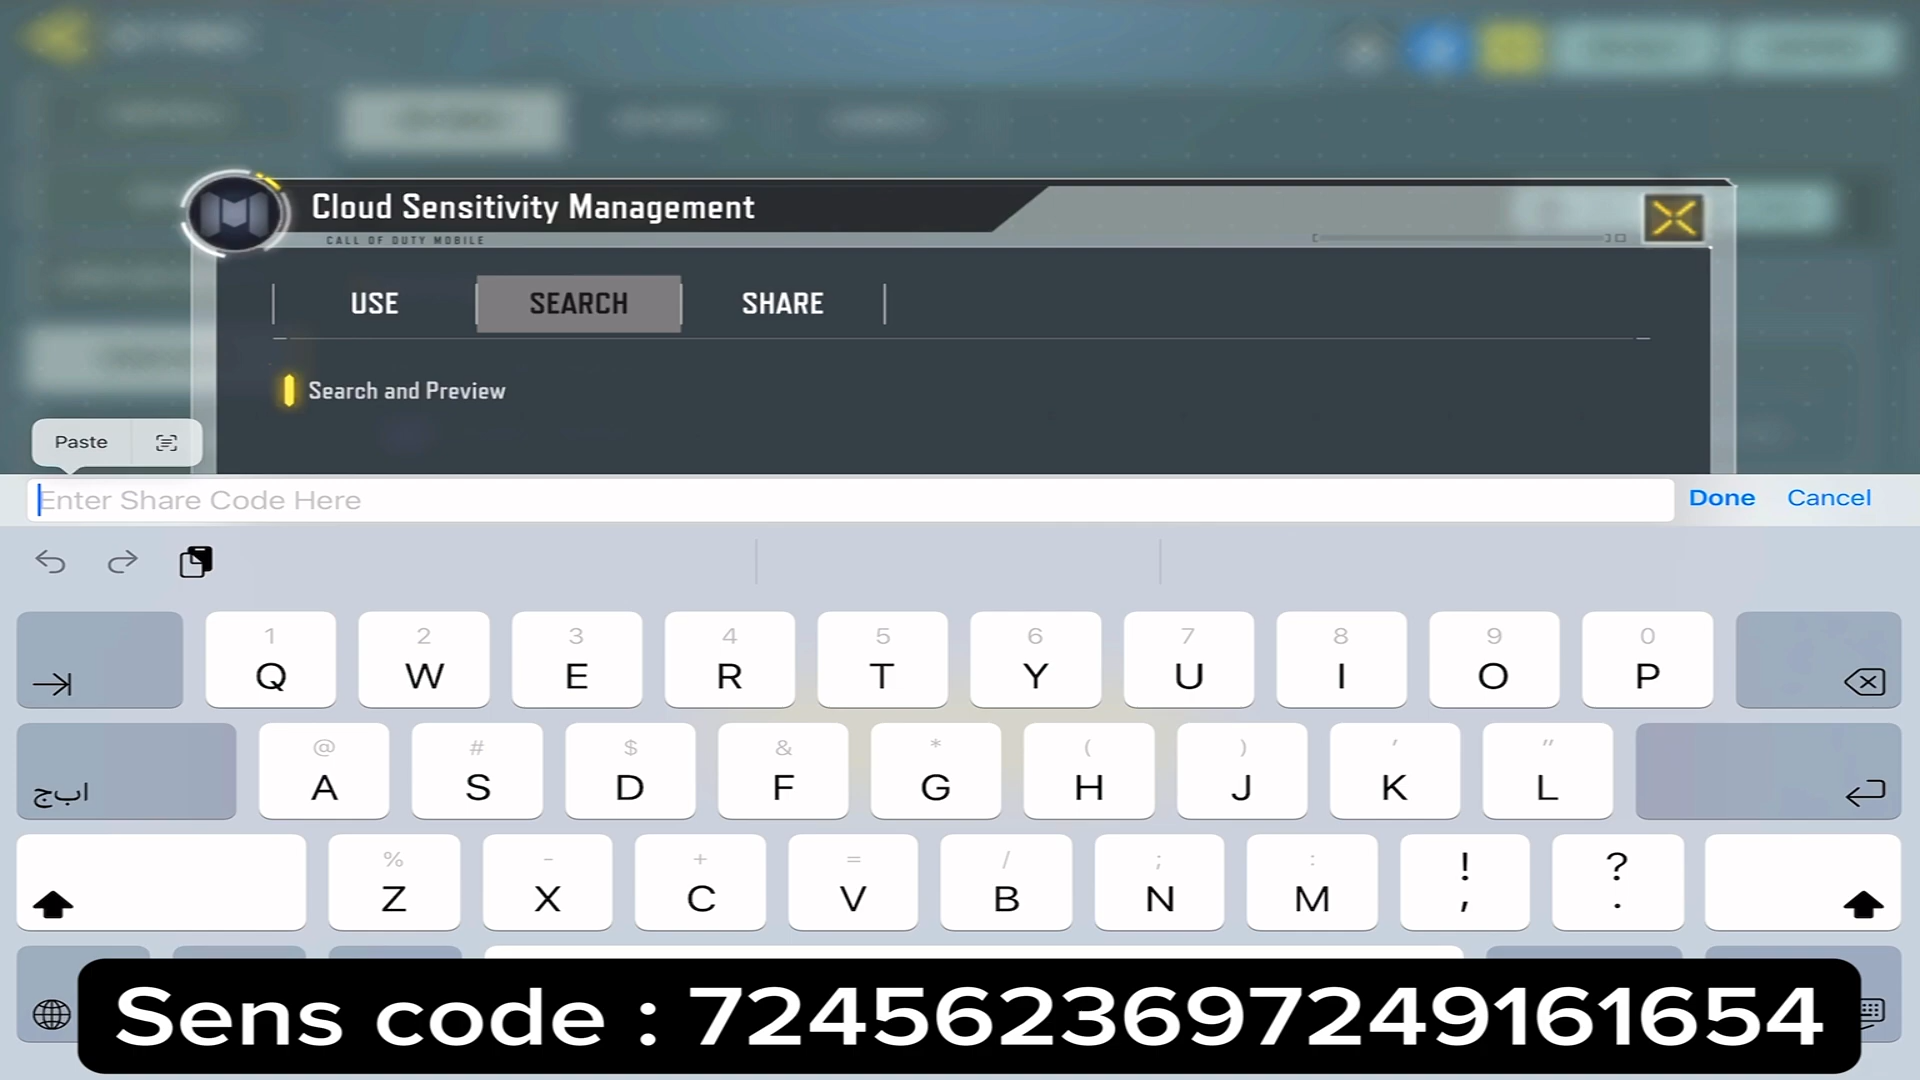 Cloud Sensitivity Management
CALL OF DUTY MOBILE
USE
SEARCH
SHARE
Search and Preview
Paste
Enter Share Code Here
Done
Cancel
1 2 3 4 5 6 7 8 9 0
Q W E R T Y U I O P
@ # $ & * ( ) ' "
ابج A S D F G H J K L
% - + = / ; : ! ?
Z X C V B N M , .
Sens code : 7245623697249161654